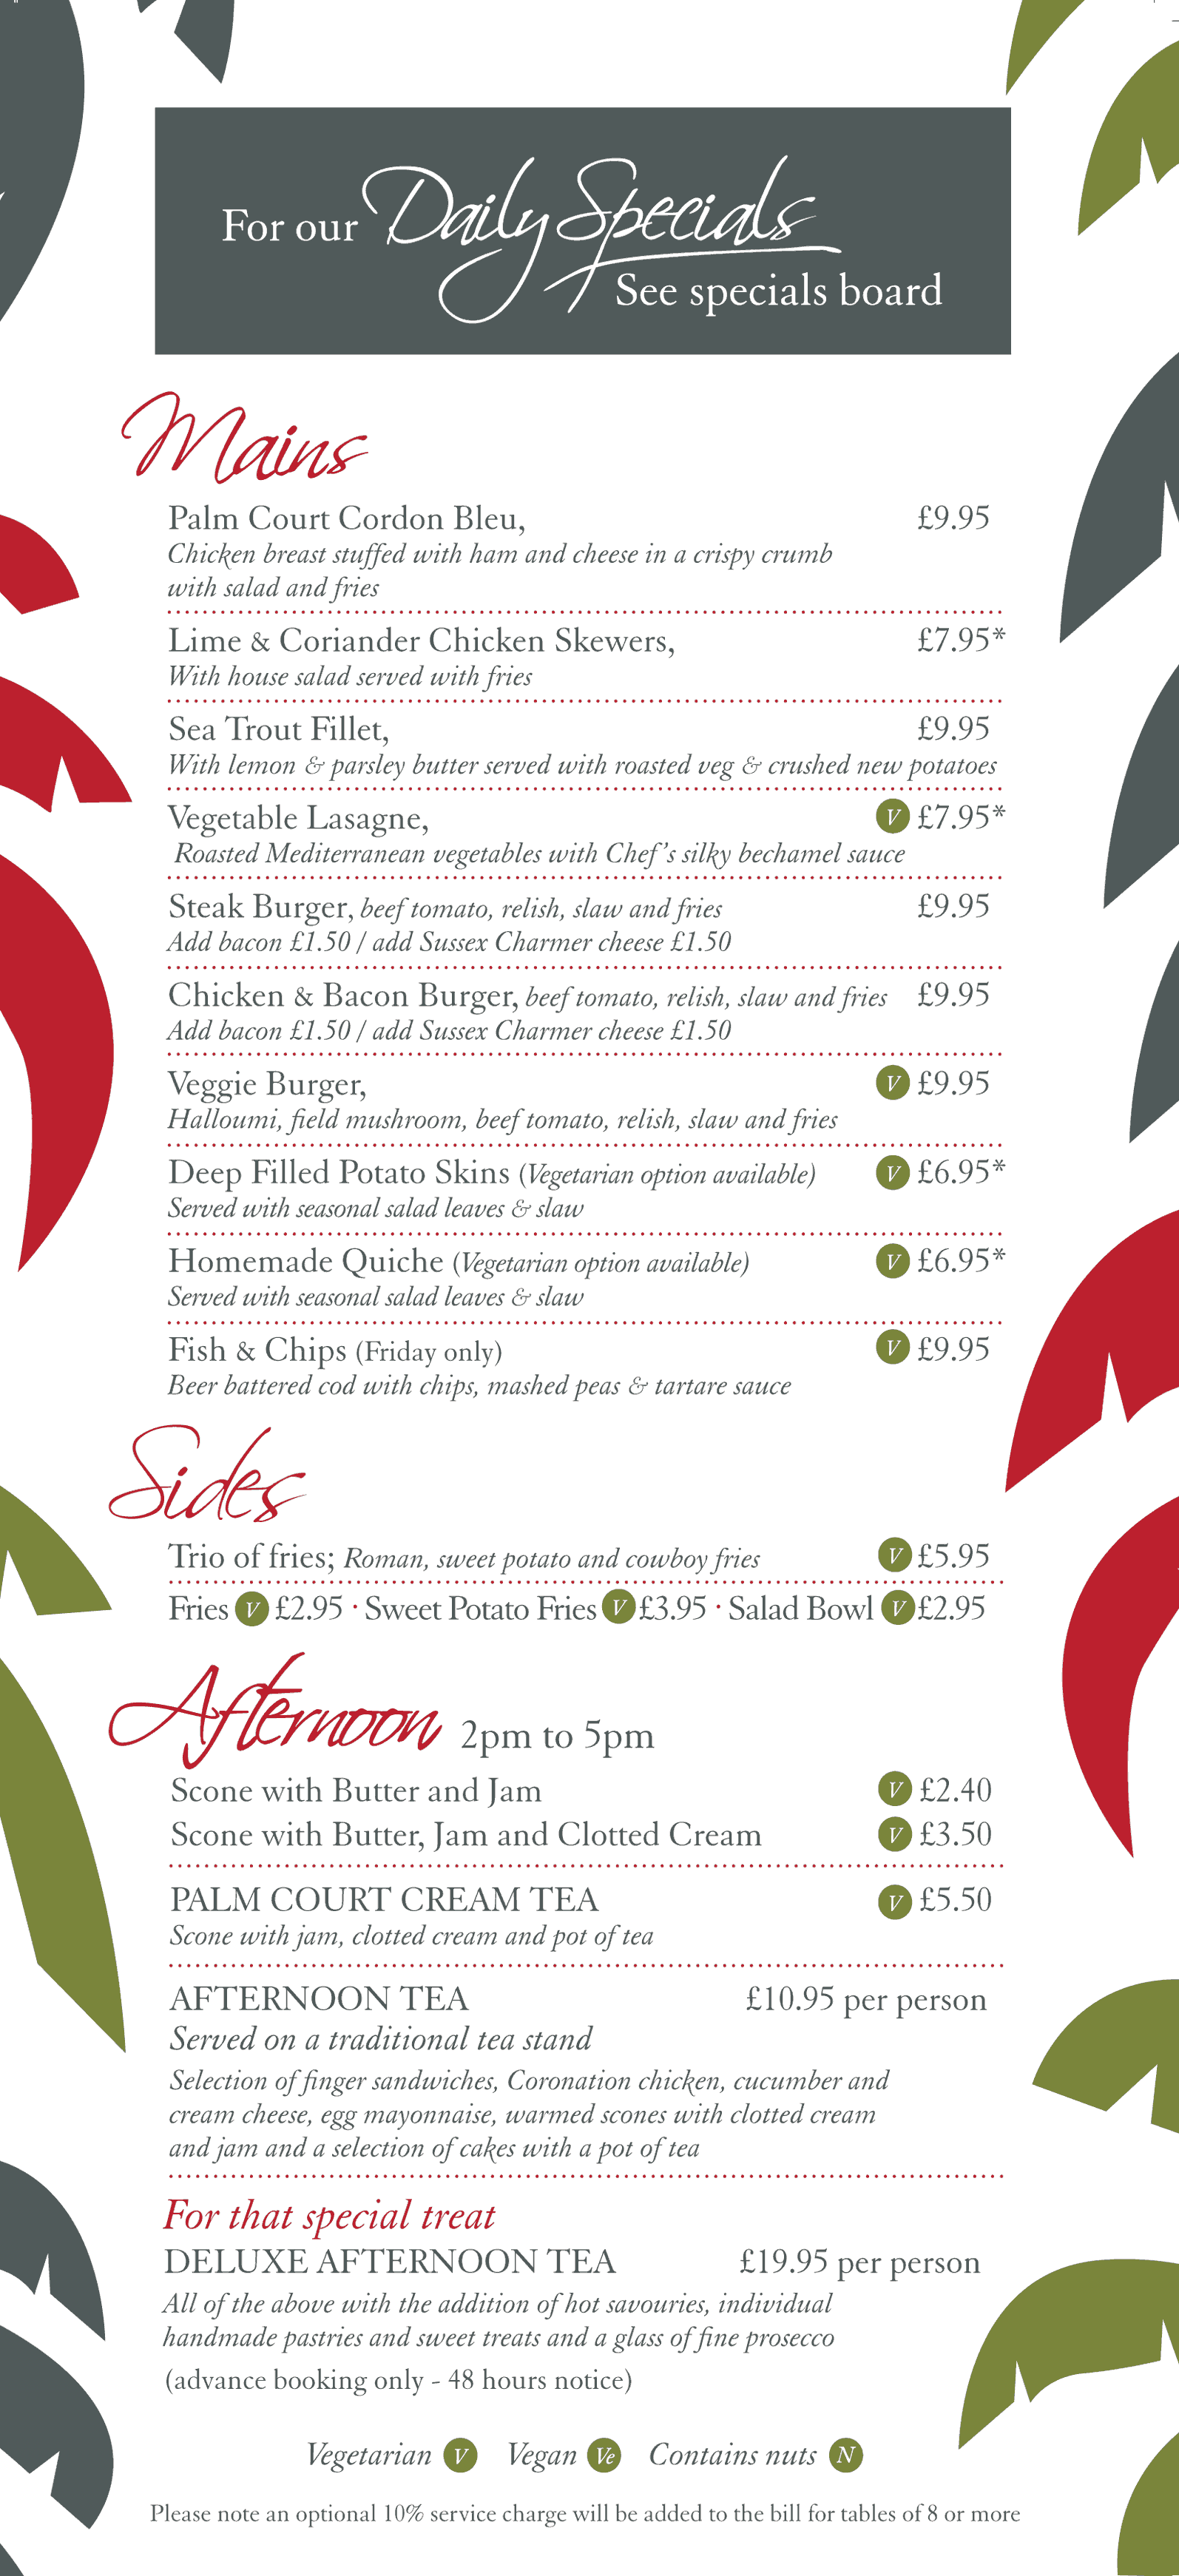 For our Daily Specials
See specials board
Mains
Palm Court Cordon Bleu, £9.95
Chicken breast stuffed with ham and cheese in a crispy crumb
with salad and fries
Lime & Coriander Chicken Skewers, £7.95*
With house salad served with fries
Sea Trout Fillet, £9.95
With lemon & parsley butter served with roasted veg & crushed new potatoes
Vegetable Lasagne, V £7.95*
Roasted Mediterranean vegetables with Chef's silky bechamel sauce
Steak Burger, beef tomato, relish, slaw and fries £9.95
Add bacon £1.50 / add Sussex Charmer cheese £1.50
Chicken & Bacon Burger, beef tomato, relish, slaw and fries £9.95
Add bacon £1.50 / add Sussex Charmer cheese £1.50
Veggie Burger, V £9.95
Halloumi, field mushroom, beef tomato, relish, slaw and fries
Deep Filled Potato Skins (Vegetarian option available) V £6.95*
Served with seasonal salad leaves & slaw
Homemade Quiche (Vegetarian option available) V £6.95*
Served with seasonal salad leaves & slaw
Fish & Chips (Friday only) V £9.95
Beer battered cod with chips, mashed peas & tartare sauce
Sides
Trio of fries; Roman, sweet potato and cowboy fries V £5.95
Fries V £2.95 · Sweet Potato Fries V £3.95 · Salad Bowl V £2.95
Afternoon 2pm to 5pm
Scone with Butter and Jam V £2.40
Scone with Butter, Jam and Clotted Cream V £3.50
PALM COURT CREAM TEA V £5.50
Scone with jam, clotted cream and pot of tea
AFTERNOON TEA £10.95 per person
Served on a traditional tea stand
Selection of finger sandwiches, Coronation chicken, cucumber and
cream cheese, egg mayonnaise, warmed scones with clotted cream
and jam and a selection of cakes with a pot of tea
For that special treat
DELUXE AFTERNOON TEA £19.95 per person
All of the above with the addition of hot savouries, individual
handmade pastries and sweet treats and a glass of fine prosecco
(advance booking only - 48 hours notice)
Vegetarian V Vegan Ve Contains nuts N
Please note an optional 10% service charge will be added to the bill for tables of 8 or more